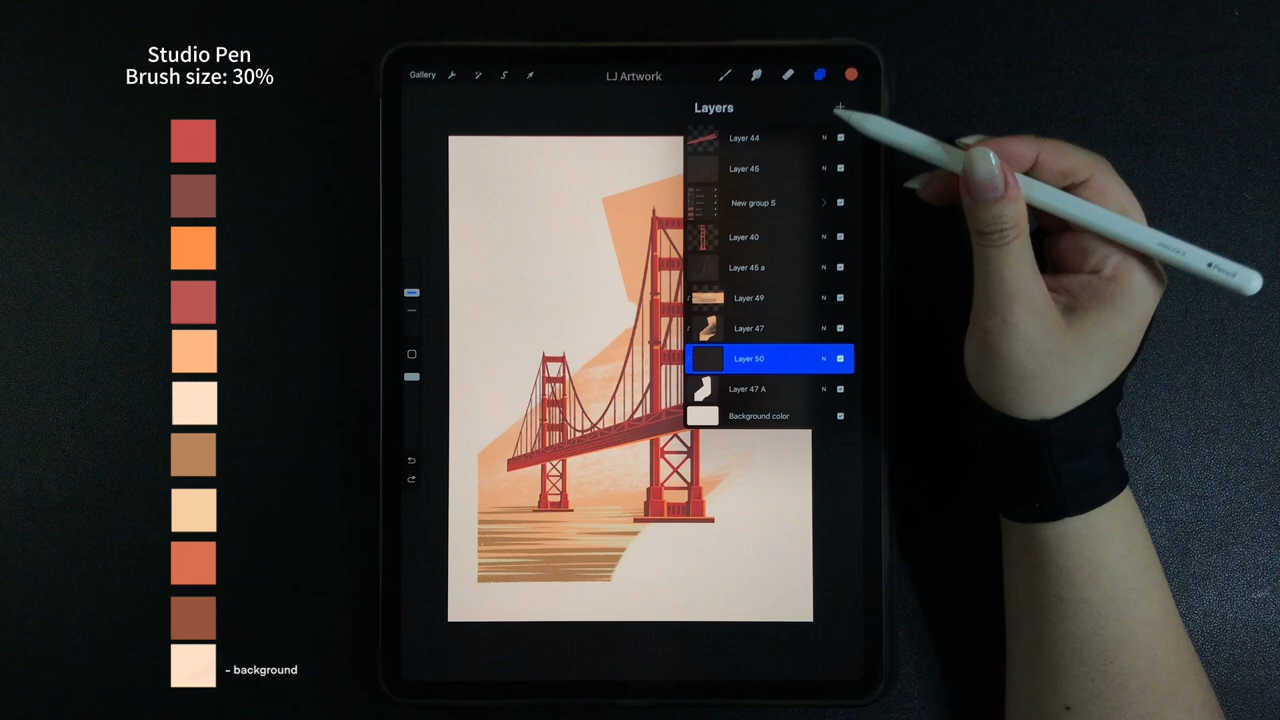 Studio Pen
Brush size: 30%
- background
Gallery
LJ Artwork
Layers
Layer 44 N
Layer 45 N
New group S
Layer 40 N
Layer 45 a N
Layer 49 N
Layer 47 N
Layer 50 N
Layer 47 A N
Background color
Pencil